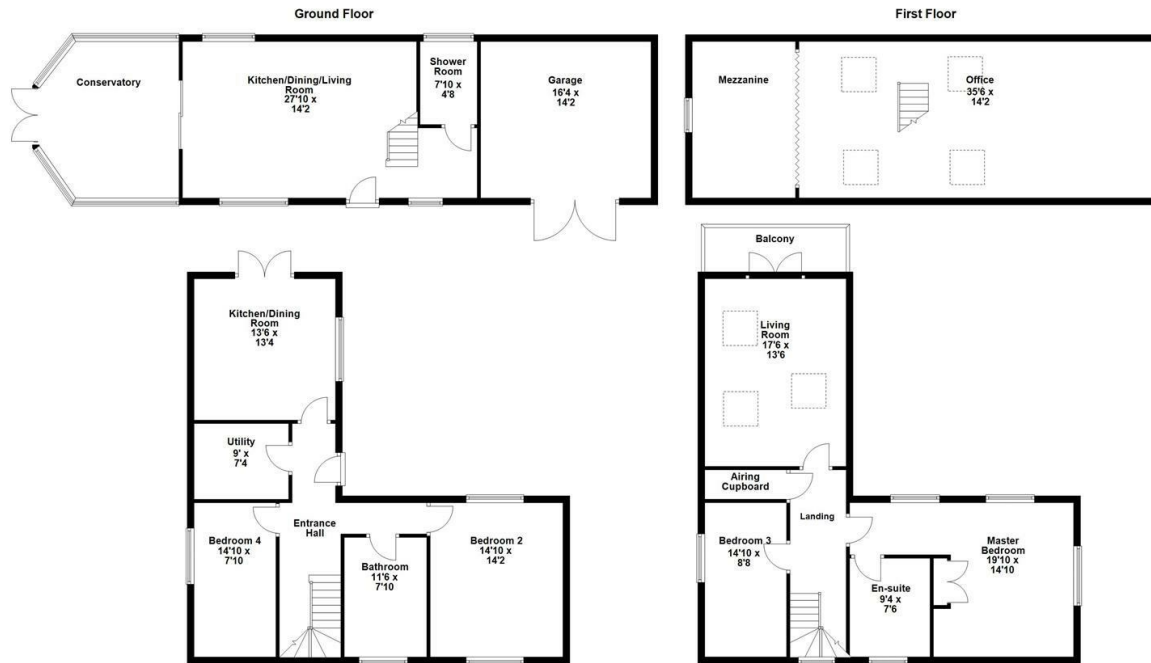 Ground Floor
First Floor
Conservatory
Kitchen/Dining/Living
Room
27'10 x
14'2
Shower
Room
7'10 x
4'8
Garage
16'4 x
14'2
Mezzanine
Office
35'6 x
14'2
Kitchen/Dining
Room
13'6 x
13'4
Utility
9' x
7'4
Entrance
Hall
Bedroom 4
14'10 x
7'10
Bathroom
11'6 x
7'10
Bedroom 2
14'10 x
14'2
Balcony
Living
Room
17'6 x
13'6
Airing
Cupboard
Landing
Bedroom 3
14'10 x
8'8
En-suite
9'4 x
7'6
Master
Bedroom
19'10 x
14'10